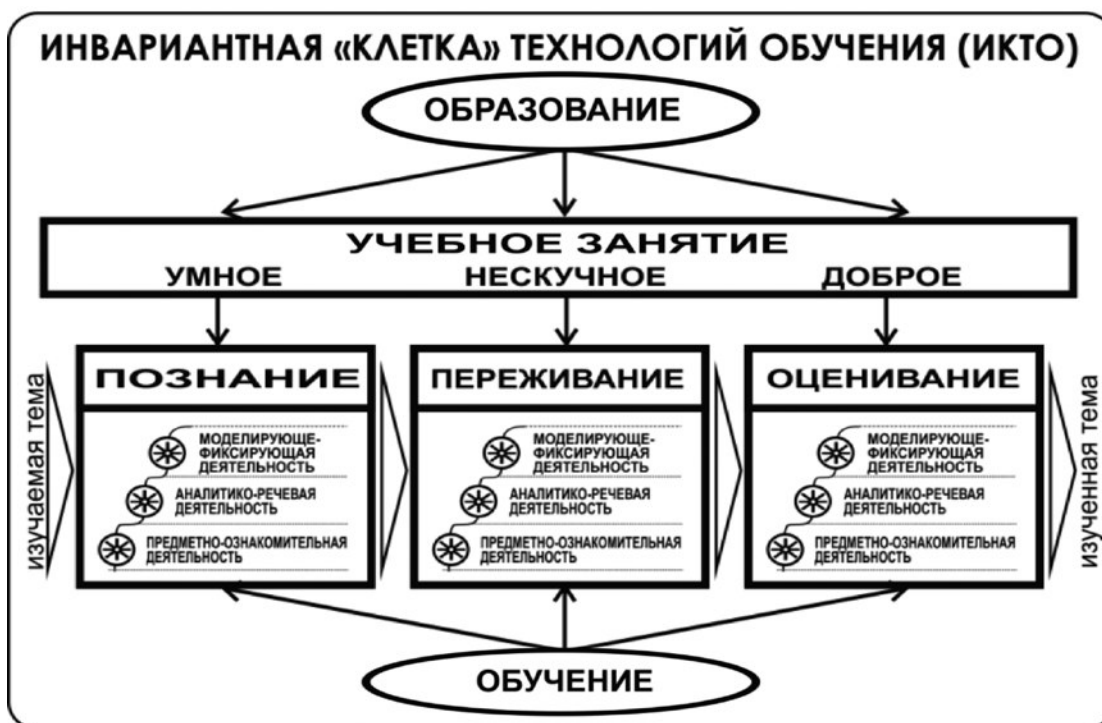 ИНВАРИАНТНАЯ «КЛЕТКА» ТЕХНОЛОГИЙ ОБУЧЕНИЯ (ИКТО)
ОБРАЗОВАНИЕ
УЧЕБНОЕ ЗАНЯТИЕ
УМНОЕ НЕСКУЧНОЕ ДОБРОЕ
изучаемая тема
ПОЗНАНИЕ
МОДЕЛИРУЮЩЕ-
ФИКСИРУЮЩАЯ
ДЕЯТЕЛЬНОСТЬ
АНАЛИТИКО-РЕЧЕВАЯ
ДЕЯТЕЛЬНОСТЬ
ПРЕДМЕТНО-ОЗНАКОМИТЕЛЬНАЯ
ДЕЯТЕЛЬНОСТЬ
ПЕРЕЖИВАНИЕ
МОДЕЛИРУЮЩЕ-
ФИКСИРУЮЩАЯ
ДЕЯТЕЛЬНОСТЬ
АНАЛИТИКО-РЕЧЕВАЯ
ДЕЯТЕЛЬНОСТЬ
ПРЕДМЕТНО-ОЗНАКОМИТЕЛЬНАЯ
ДЕЯТЕЛЬНОСТЬ
ОЦЕНИВАНИЕ
МОДЕЛИРУЮЩЕ-
ФИКСИРУЮЩАЯ
ДЕЯТЕЛЬНОСТЬ
АНАЛИТИКО-РЕЧЕВАЯ
ДЕЯТЕЛЬНОСТЬ
ПРЕДМЕТНО-ОЗНАКОМИТЕЛЬНАЯ
ДЕЯТЕЛЬНОСТЬ
изученная тема
ОБУЧЕНИЕ